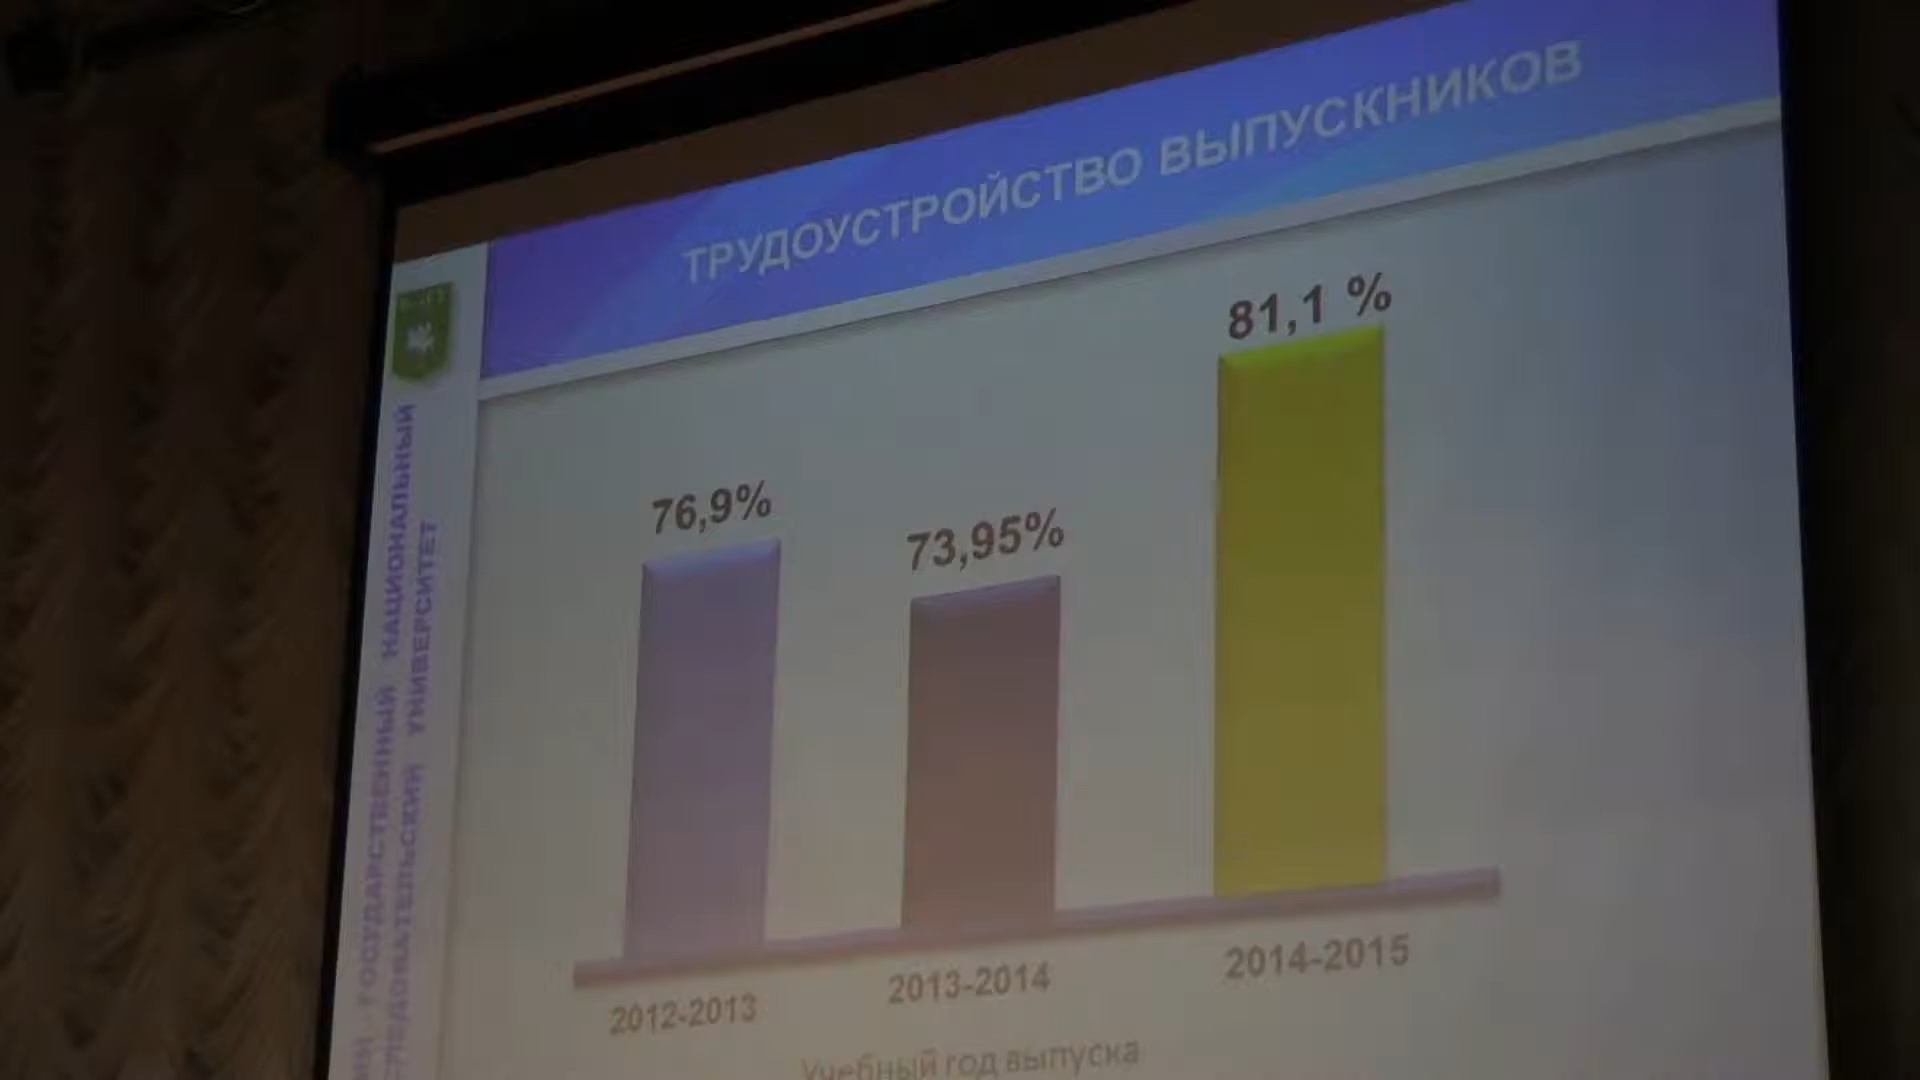 ТРУДОУСТРОЙСТВО ВЫПУСКНИКОВ
81,1 %
76,9%
73,95%
2012-2013
2013-2014
2014-2015
Учебный год выпуска
ГОСУДАРСТВЕННЫЙ НАЦИОНАЛЬНЫЙ
УНИВЕРСИТЕТ